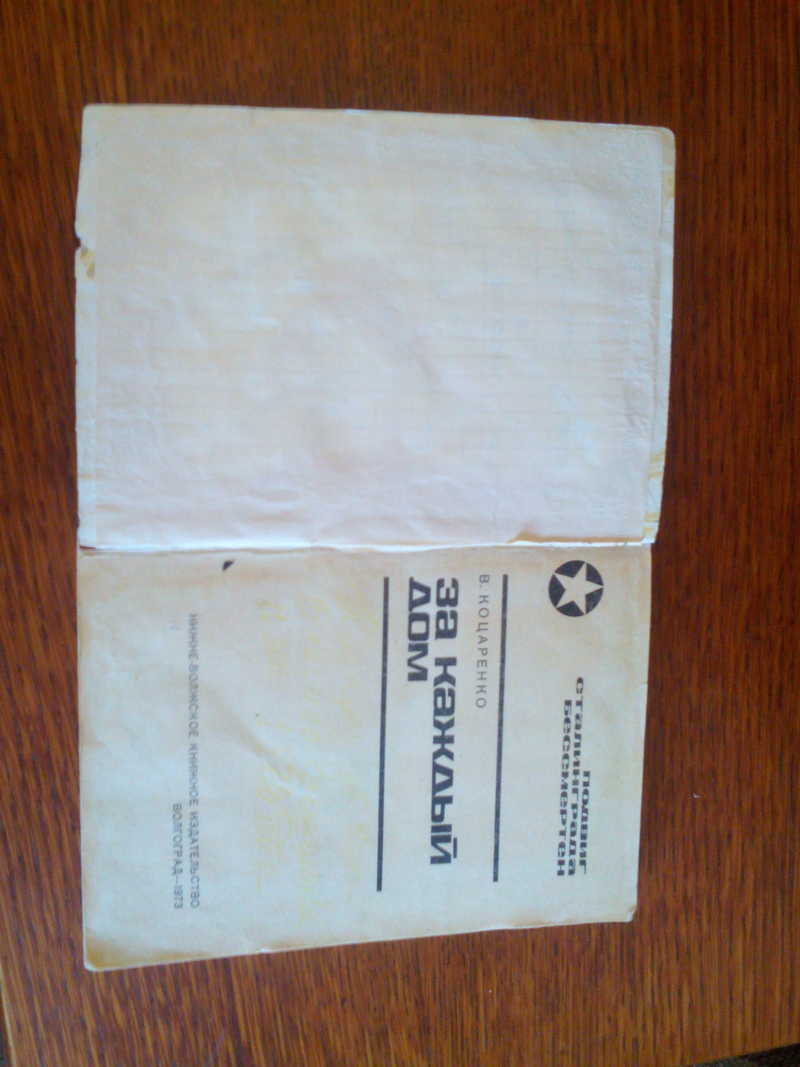 подвиг
сталинграда
бессмертен
В. КОЦАРЕНКО
за каждый
дом
НИЖНЕ-ВОЛЖСКОЕ КНИЖНОЕ ИЗДАТЕЛЬСТВО
ВОЛГОГРАД—1973